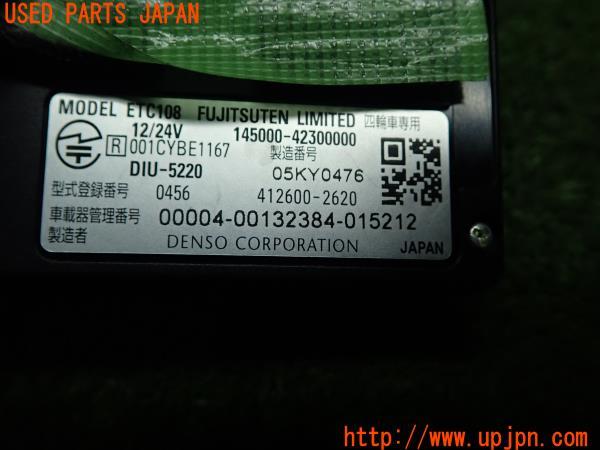 USED PARTS JAPAN
MODEL ETC108 FUJITSUTEN LIMITED 四輪車専用
12/24V 145000-42300000
R 001CYBE1167 製造番号
DIU-5220 05KY0476
型式登録番号 0456 412600-2620
車載器管理番号 00004-00132384-015212
製造者 DENSO CORPORATION JAPAN
UPJ
http://www.upjpn.com